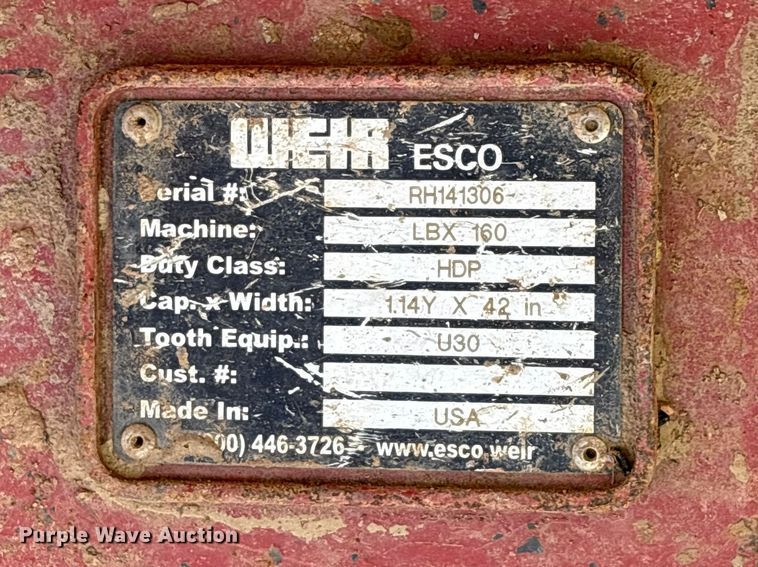 WEIR ESCO
Serial #: RH141306
Machine: LBX 160
Duty Class: HDP
Cap. x Width: 1.14Y X 42 in
Tooth Equip.: U30
Cust. #:
Made In: USA
00) 446-3726 www.esco.weir
Purple Wave Auction